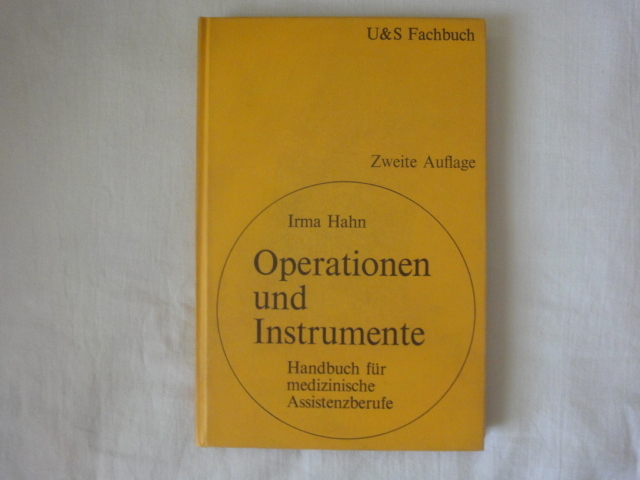 U&S Fachbuch
Zweite Auflage
Irma Hahn
Operationen
und
Instrumente
Handbuch für
medizinische
Assistenzberufe